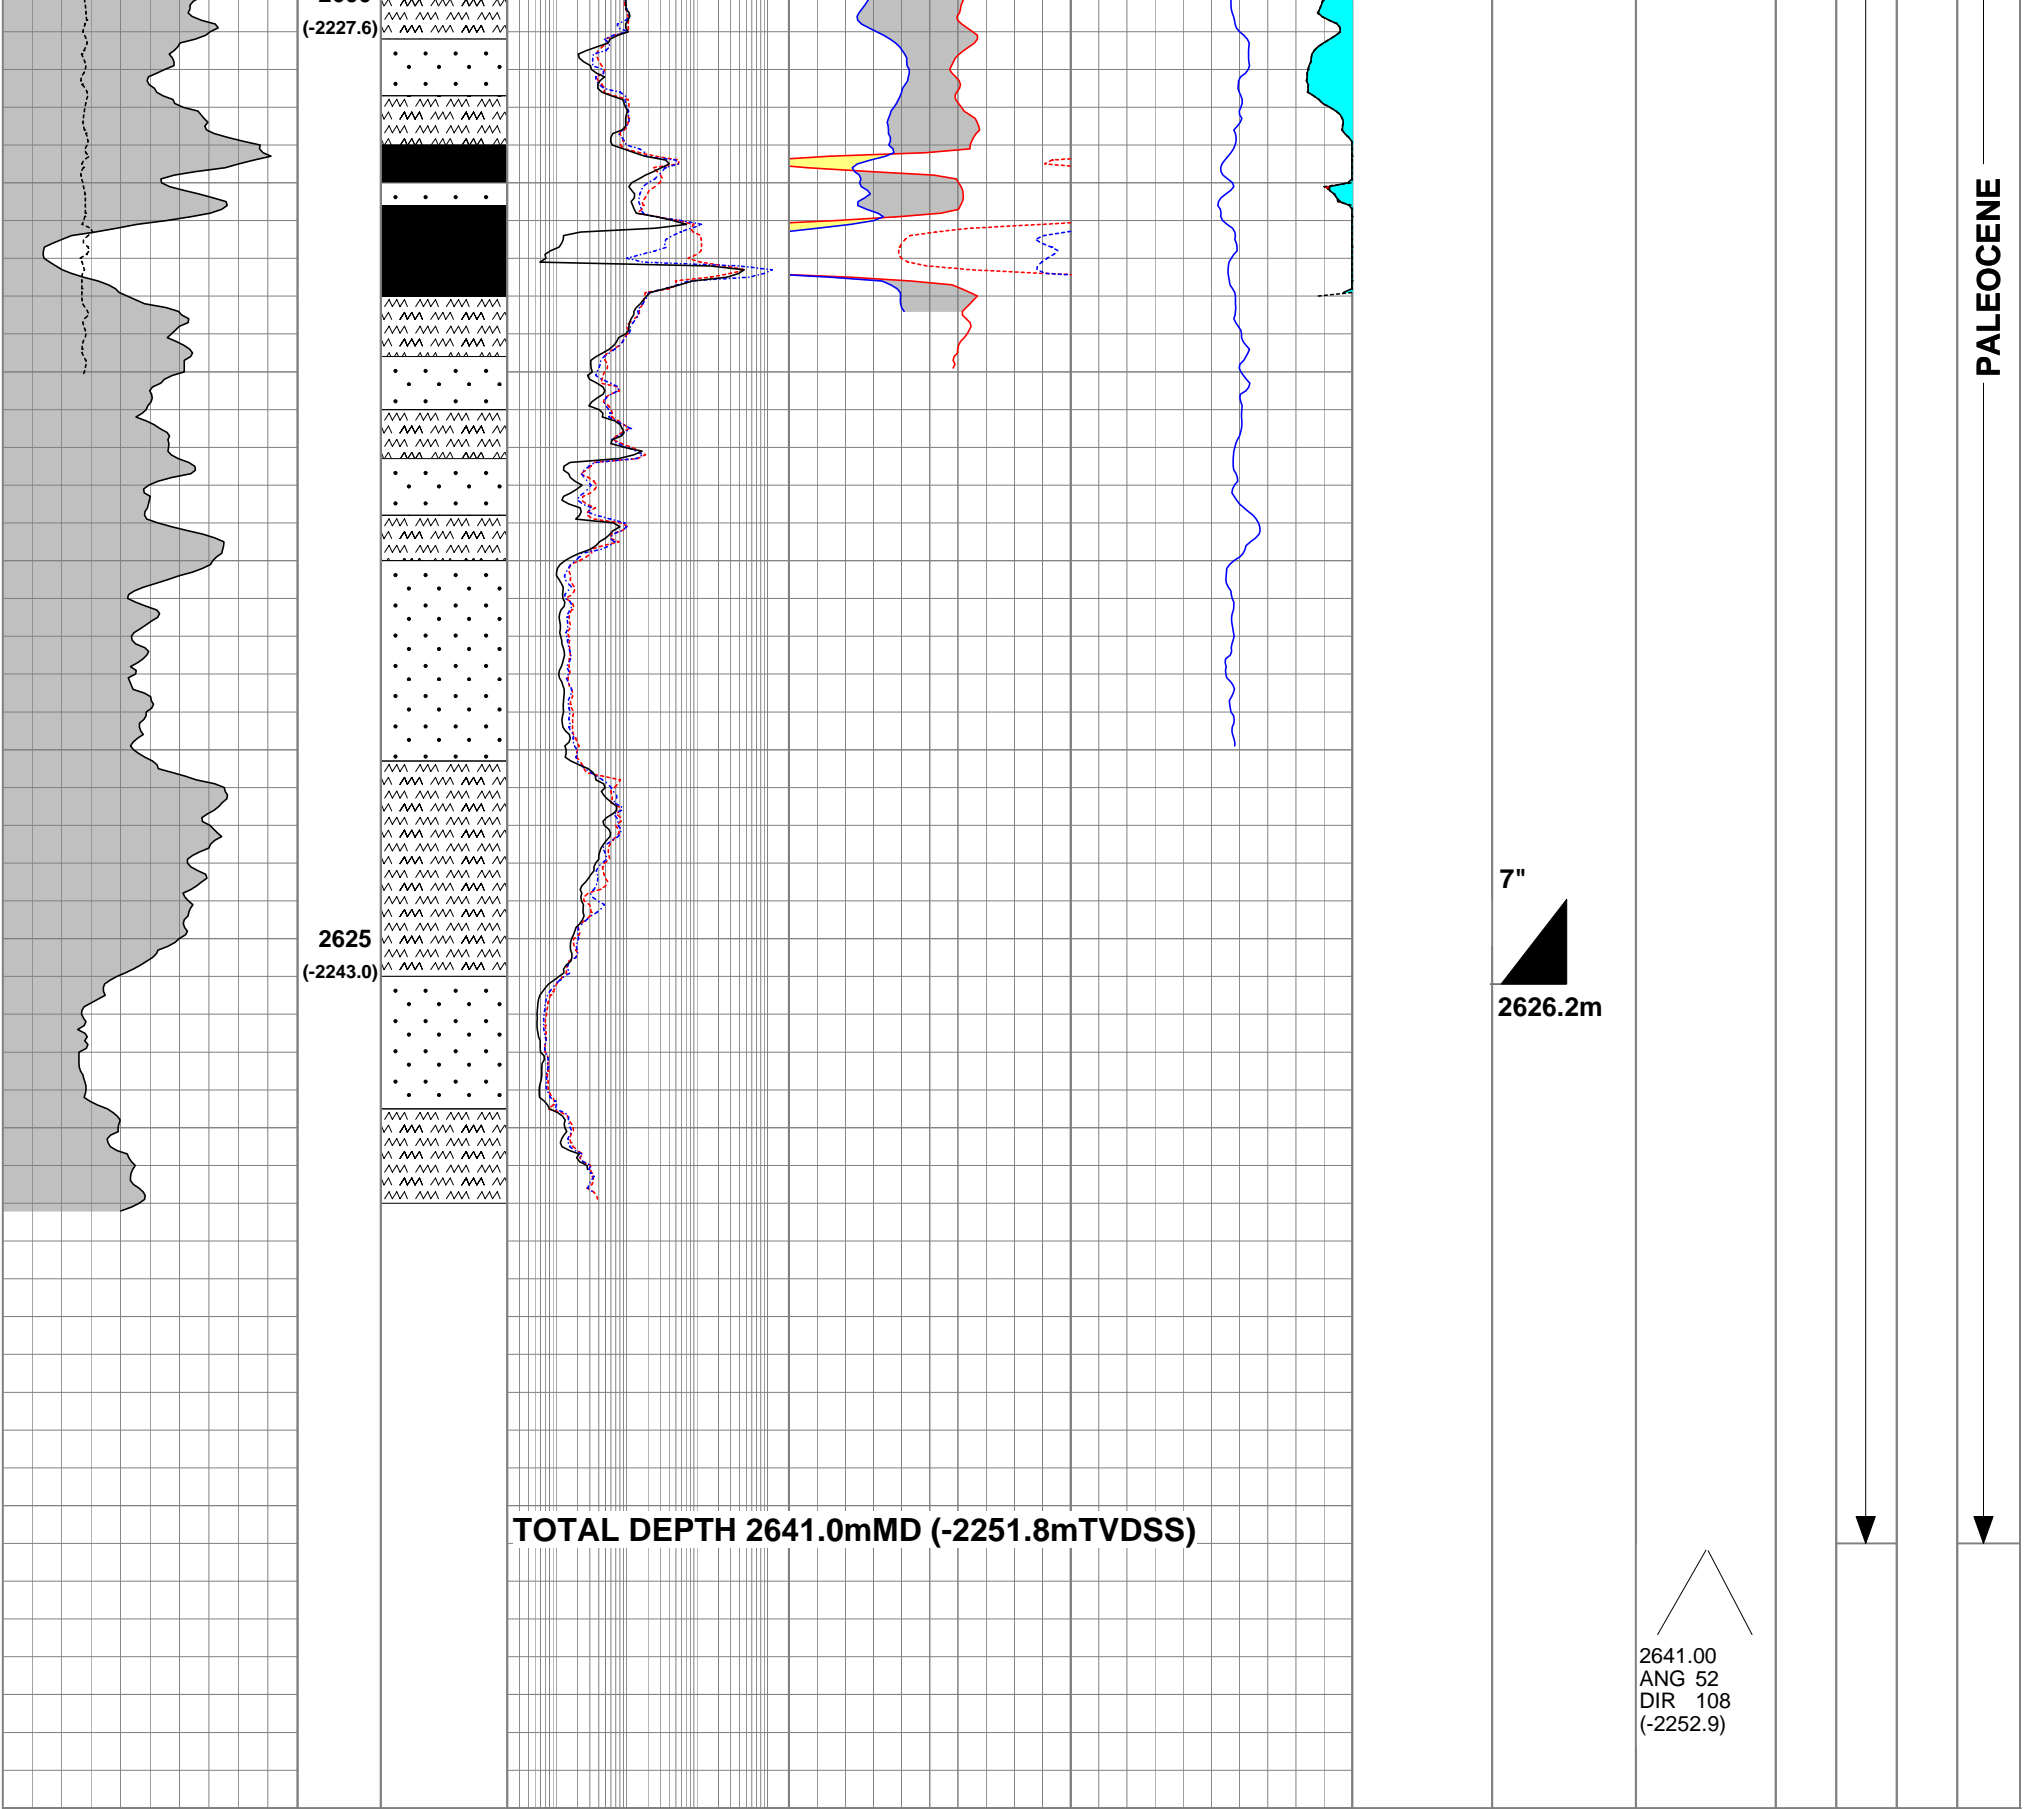 (-2227.6)
PALEOCENE
7"
2625
(-2243.0)
2626.2m
TOTAL DEPTH 2641.0mMD (-2251.8mTVDSS)
2641.00
ANG 52
DIR 108
(-2252.9)